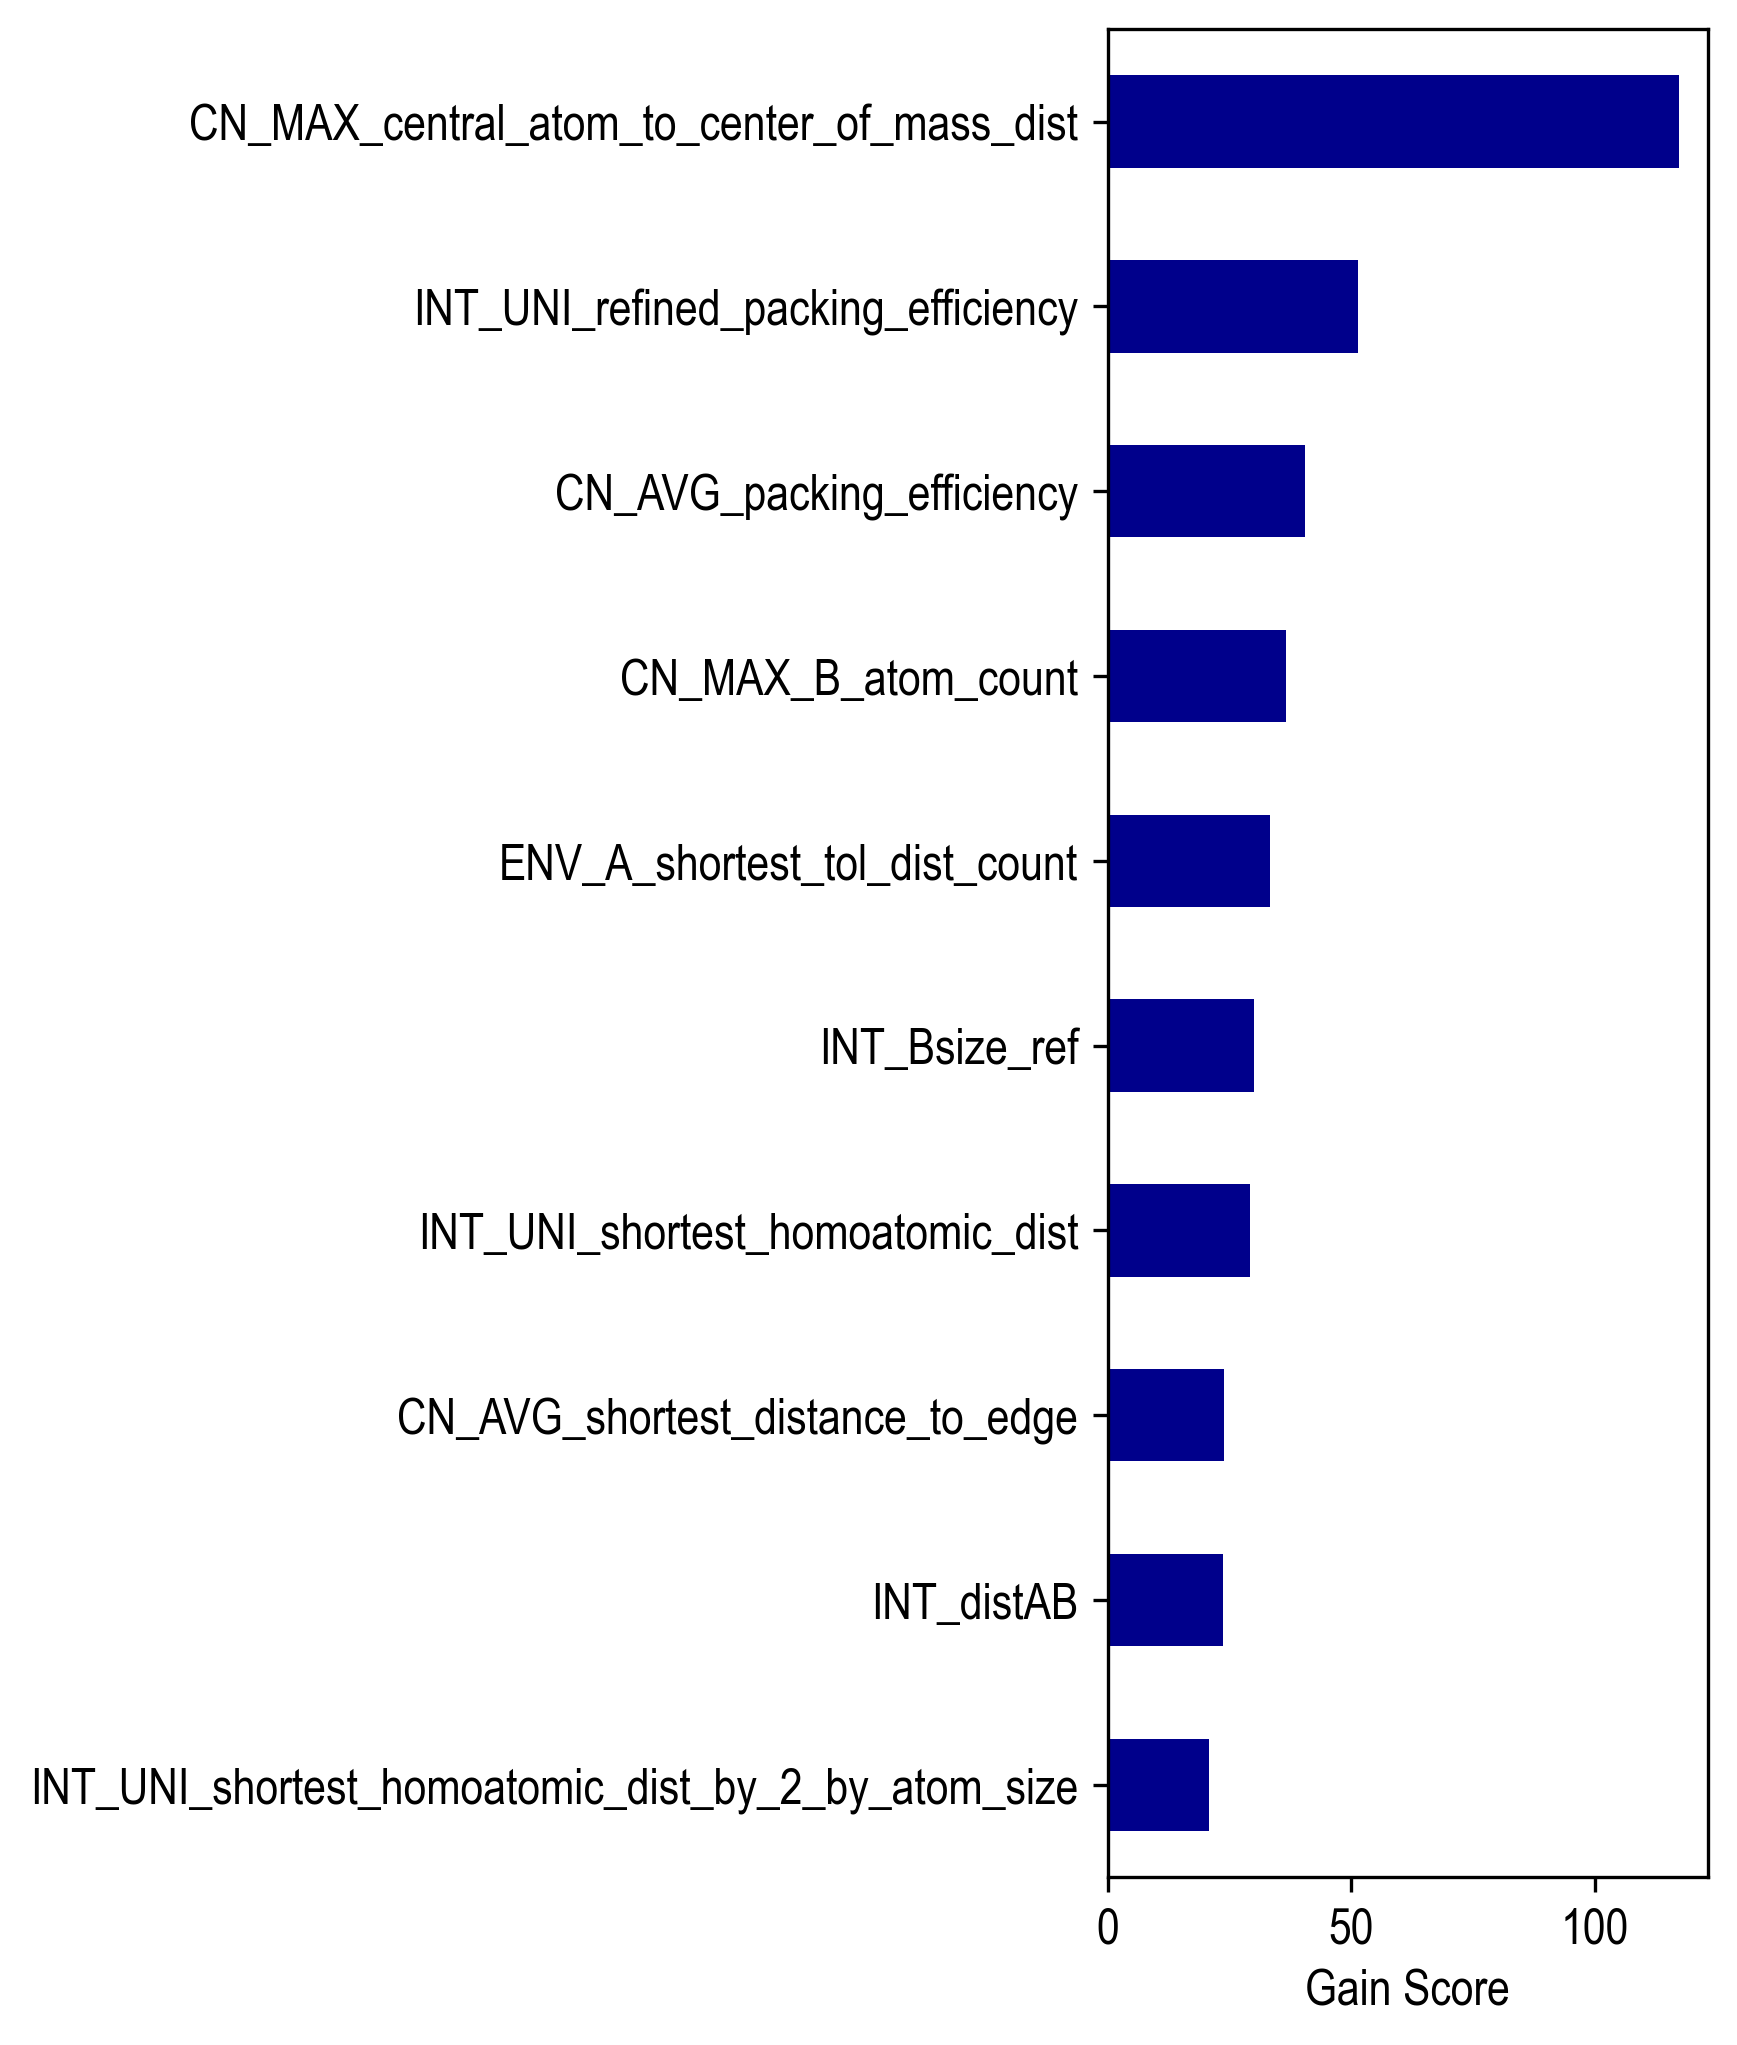 CN_MAX_central_atom_to_center_of_mass_dist
INT_UNI_refined_packing_efficiency
CN_AVG_packing_efficiency
CN_MAX_B_atom_count
ENV_A_shortest_tol_dist_count
INT_Bsize_ref
INT_UNI_shortest_homoatomic_dist
CN_AVG_shortest_distance_to_edge
INT_distAB
INT_UNI_shortest_homoatomic_dist_by_2_by_atom_size
0 50 100
Gain Score